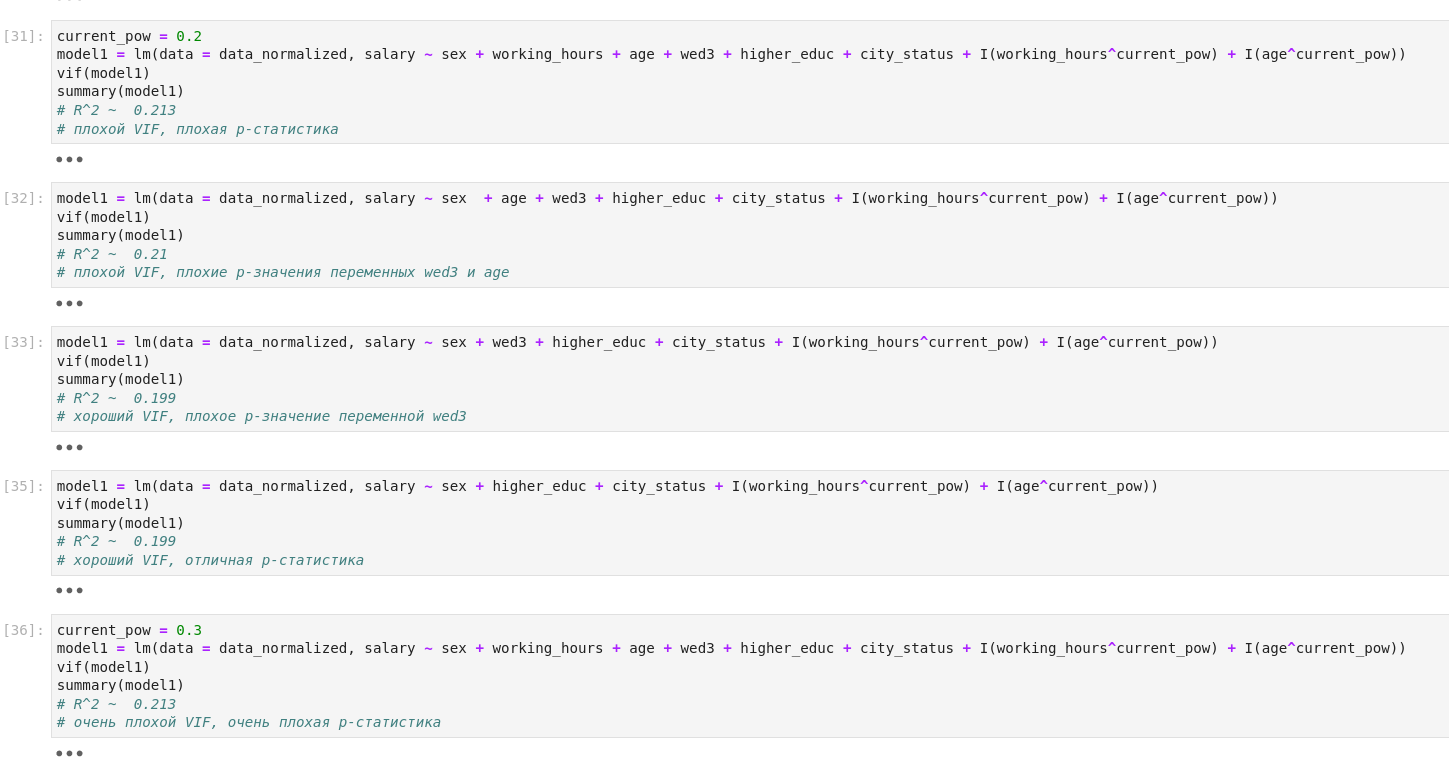 [31]:
current_pow = 0.2
model1 = lm(data = data_normalized, salary ~ sex + working_hours + age + wed3 + higher_educ + city_status + I(working_hours^current_pow) + I(age^current_pow))
vif(model1)
summary(model1)
# R^2 ~  0.213
# плохой VIF, плохая p-статистика
[32]:
model1 = lm(data = data_normalized, salary ~ sex  + age + wed3 + higher_educ + city_status + I(working_hours^current_pow) + I(age^current_pow))
vif(model1)
summary(model1)
# R^2 ~  0.21
# плохой VIF, плохие p-значения переменных wed3 и age
[33]:
model1 = lm(data = data_normalized, salary ~ sex + wed3 + higher_educ + city_status + I(working_hours^current_pow) + I(age^current_pow))
vif(model1)
summary(model1)
# R^2 ~  0.199
# хороший VIF, плохое p-значение переменной wed3
[35]:
model1 = lm(data = data_normalized, salary ~ sex + higher_educ + city_status + I(working_hours^current_pow) + I(age^current_pow))
vif(model1)
summary(model1)
# R^2 ~  0.199
# хороший VIF, отличная p-статистика
[36]:
current_pow = 0.3
model1 = lm(data = data_normalized, salary ~ sex + working_hours + age + wed3 + higher_educ + city_status + I(working_hours^current_pow) + I(age^current_pow))
vif(model1)
summary(model1)
# R^2 ~  0.213
# очень плохой VIF, очень плохая p-статистика